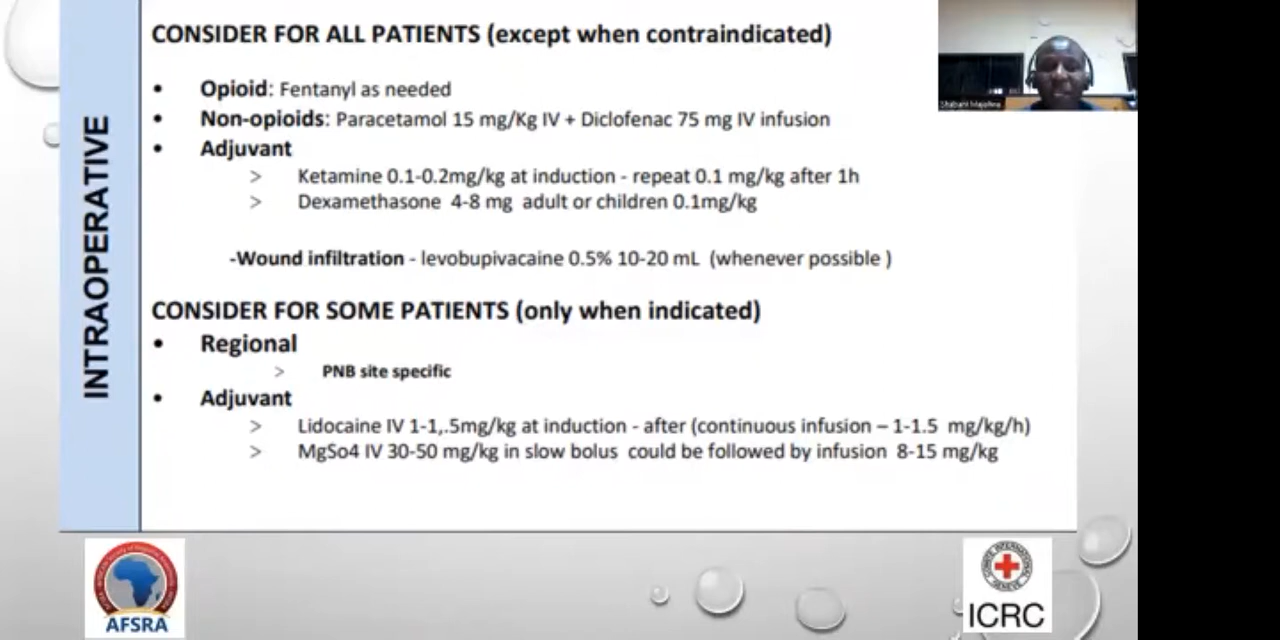 CONSIDER FOR ALL PATIENTS (except when contraindicated)
• Opioid: Fentanyl as needed
• Non-opioids: Paracetamol 15 mg/Kg IV + Diclofenac 75 mg IV infusion
• Adjuvant
> Ketamine 0.1-0.2mg/kg at induction - repeat 0.1 mg/kg after 1h
> Dexamethasone 4-8 mg adult or children 0.1mg/kg
-Wound infiltration - levobupivacaine 0.5% 10-20 mL (whenever possible )
CONSIDER FOR SOME PATIENTS (only when indicated)
• Regional
> PNB site specific
• Adjuvant
> Lidocaine IV 1-1,.5mg/kg at induction - after (continuous infusion – 1-1.5 mg/kg/h)
> MgSo4 IV 30-50 mg/kg in slow bolus could be followed by infusion 8-15 mg/kg
INTRAOPERATIVE
AFSRA
COMITE INTERNATIONAL GENEVE
ICRC